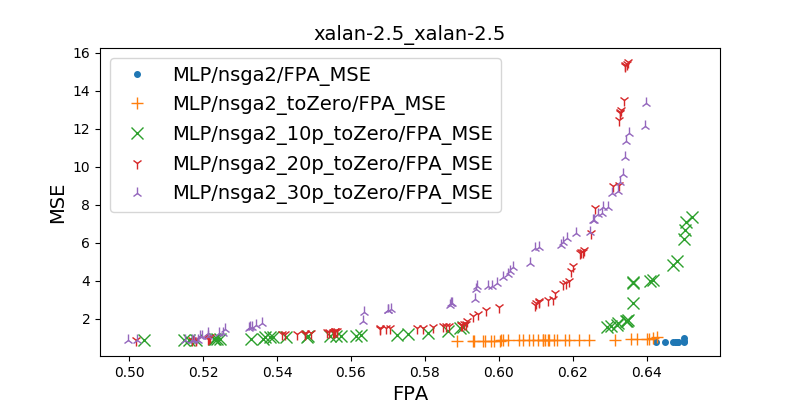 xalan-2.5_xalan-2.5
16
14
12
10
8
6
4
2
MSE
MLP/nsga2/FPA_MSE
MLP/nsga2_toZero/FPA_MSE
MLP/nsga2_10p_toZero/FPA_MSE
MLP/nsga2_20p_toZero/FPA_MSE
MLP/nsga2_30p_toZero/FPA_MSE
0.50 0.52 0.54 0.56 0.58 0.60 0.62 0.64
FPA